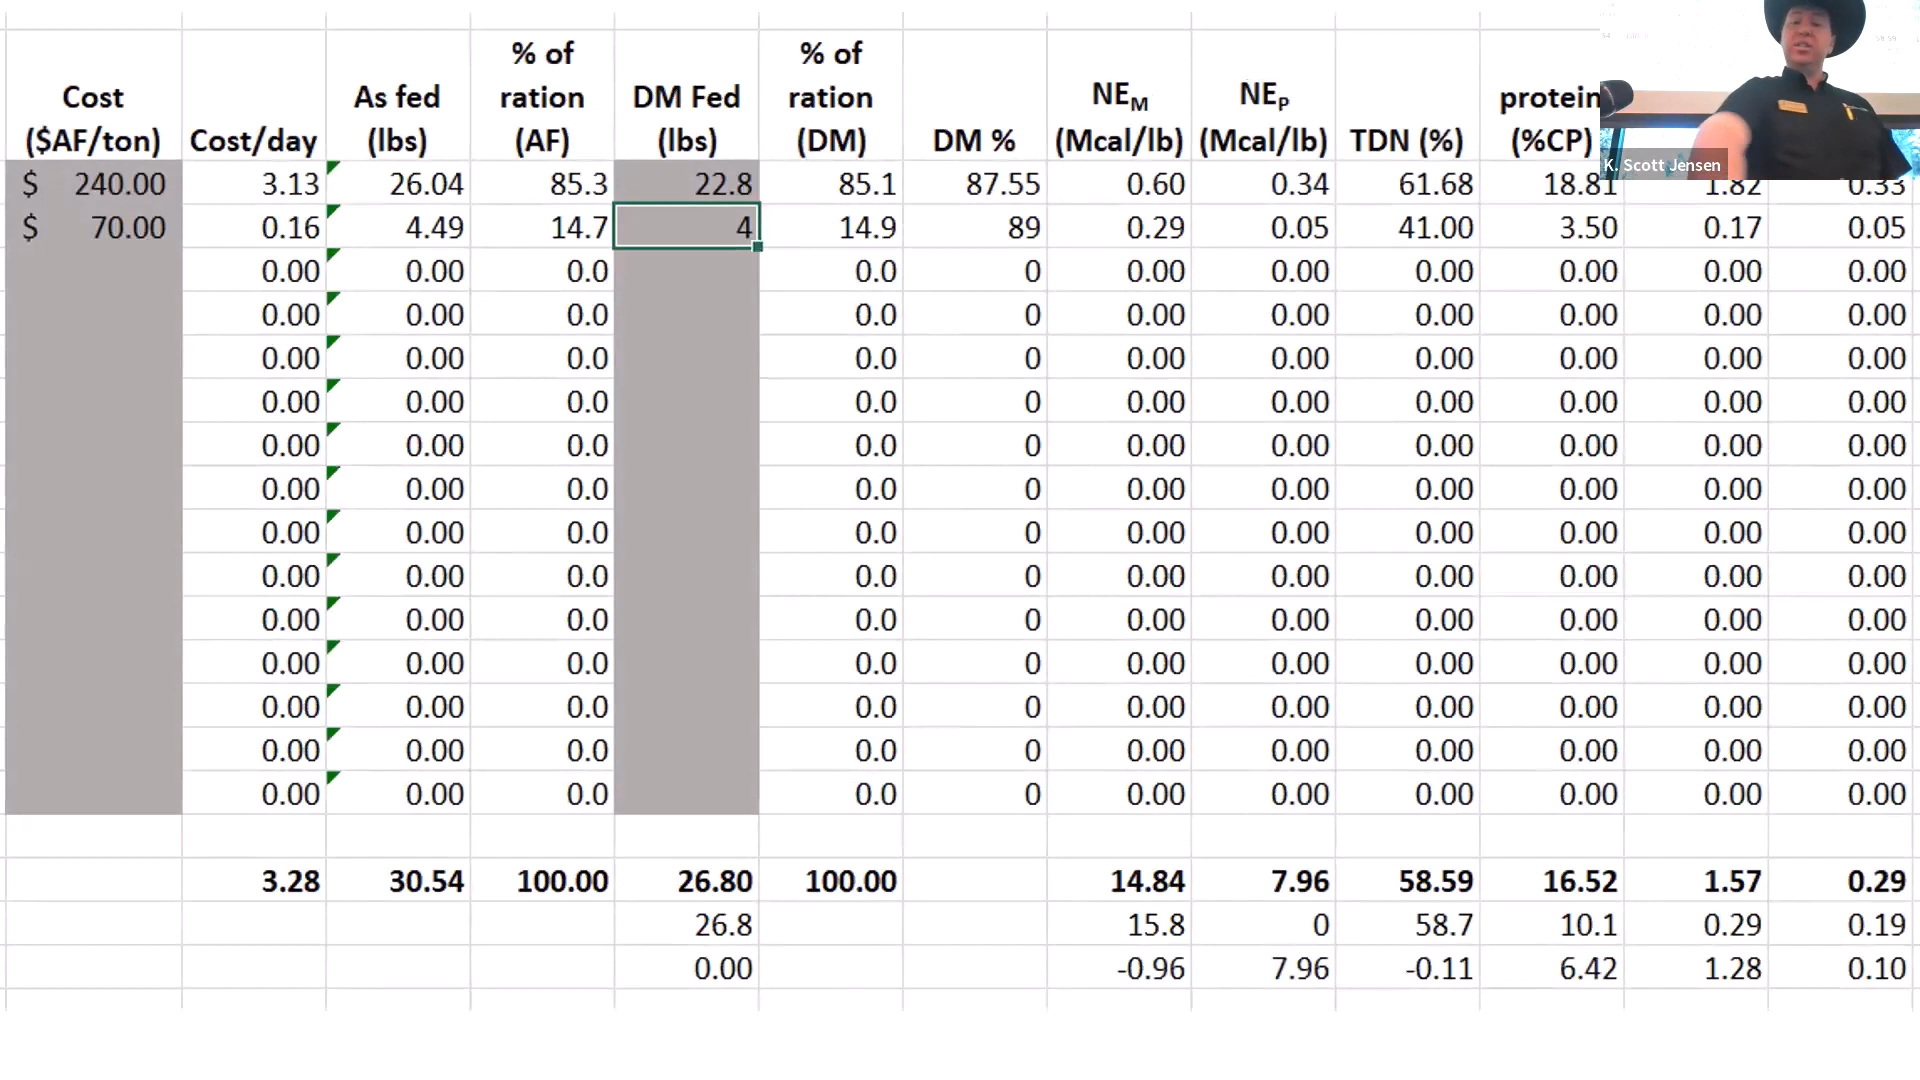 Cost ($AF/ton) Cost/day As fed (lbs) % of ration (AF) DM Fed (lbs) % of ration (DM) DM % NEM (Mcal/lb) NEP (Mcal/lb) TDN (%) protein (%CP)
K. Scott Jensen
$ 240.00 3.13 26.04 85.3 22.8 85.1 87.55 0.60 0.34 61.68 18.81 1.82 0.33
$ 70.00 0.16 4.49 14.7 4 14.9 89 0.29 0.05 41.00 3.50 0.17 0.05
0.00 0.00 0.0 0.0 0 0.00 0.00 0.00 0.00 0.00 0.00
0.00 0.00 0.0 0.0 0 0.00 0.00 0.00 0.00 0.00 0.00
0.00 0.00 0.0 0.0 0 0.00 0.00 0.00 0.00 0.00 0.00
0.00 0.00 0.0 0.0 0 0.00 0.00 0.00 0.00 0.00 0.00
0.00 0.00 0.0 0.0 0 0.00 0.00 0.00 0.00 0.00 0.00
0.00 0.00 0.0 0.0 0 0.00 0.00 0.00 0.00 0.00 0.00
0.00 0.00 0.0 0.0 0 0.00 0.00 0.00 0.00 0.00 0.00
0.00 0.00 0.0 0.0 0 0.00 0.00 0.00 0.00 0.00 0.00
0.00 0.00 0.0 0.0 0 0.00 0.00 0.00 0.00 0.00 0.00
0.00 0.00 0.0 0.0 0 0.00 0.00 0.00 0.00 0.00 0.00
0.00 0.00 0.0 0.0 0 0.00 0.00 0.00 0.00 0.00 0.00
0.00 0.00 0.0 0.0 0 0.00 0.00 0.00 0.00 0.00 0.00
0.00 0.00 0.0 0.0 0 0.00 0.00 0.00 0.00 0.00 0.00
3.28 30.54 100.00 26.80 100.00 14.84 7.96 58.59 16.52 1.57 0.29
26.8 15.8 0 58.7 10.1 0.29 0.19
0.00 -0.96 7.96 -0.11 6.42 1.28 0.10